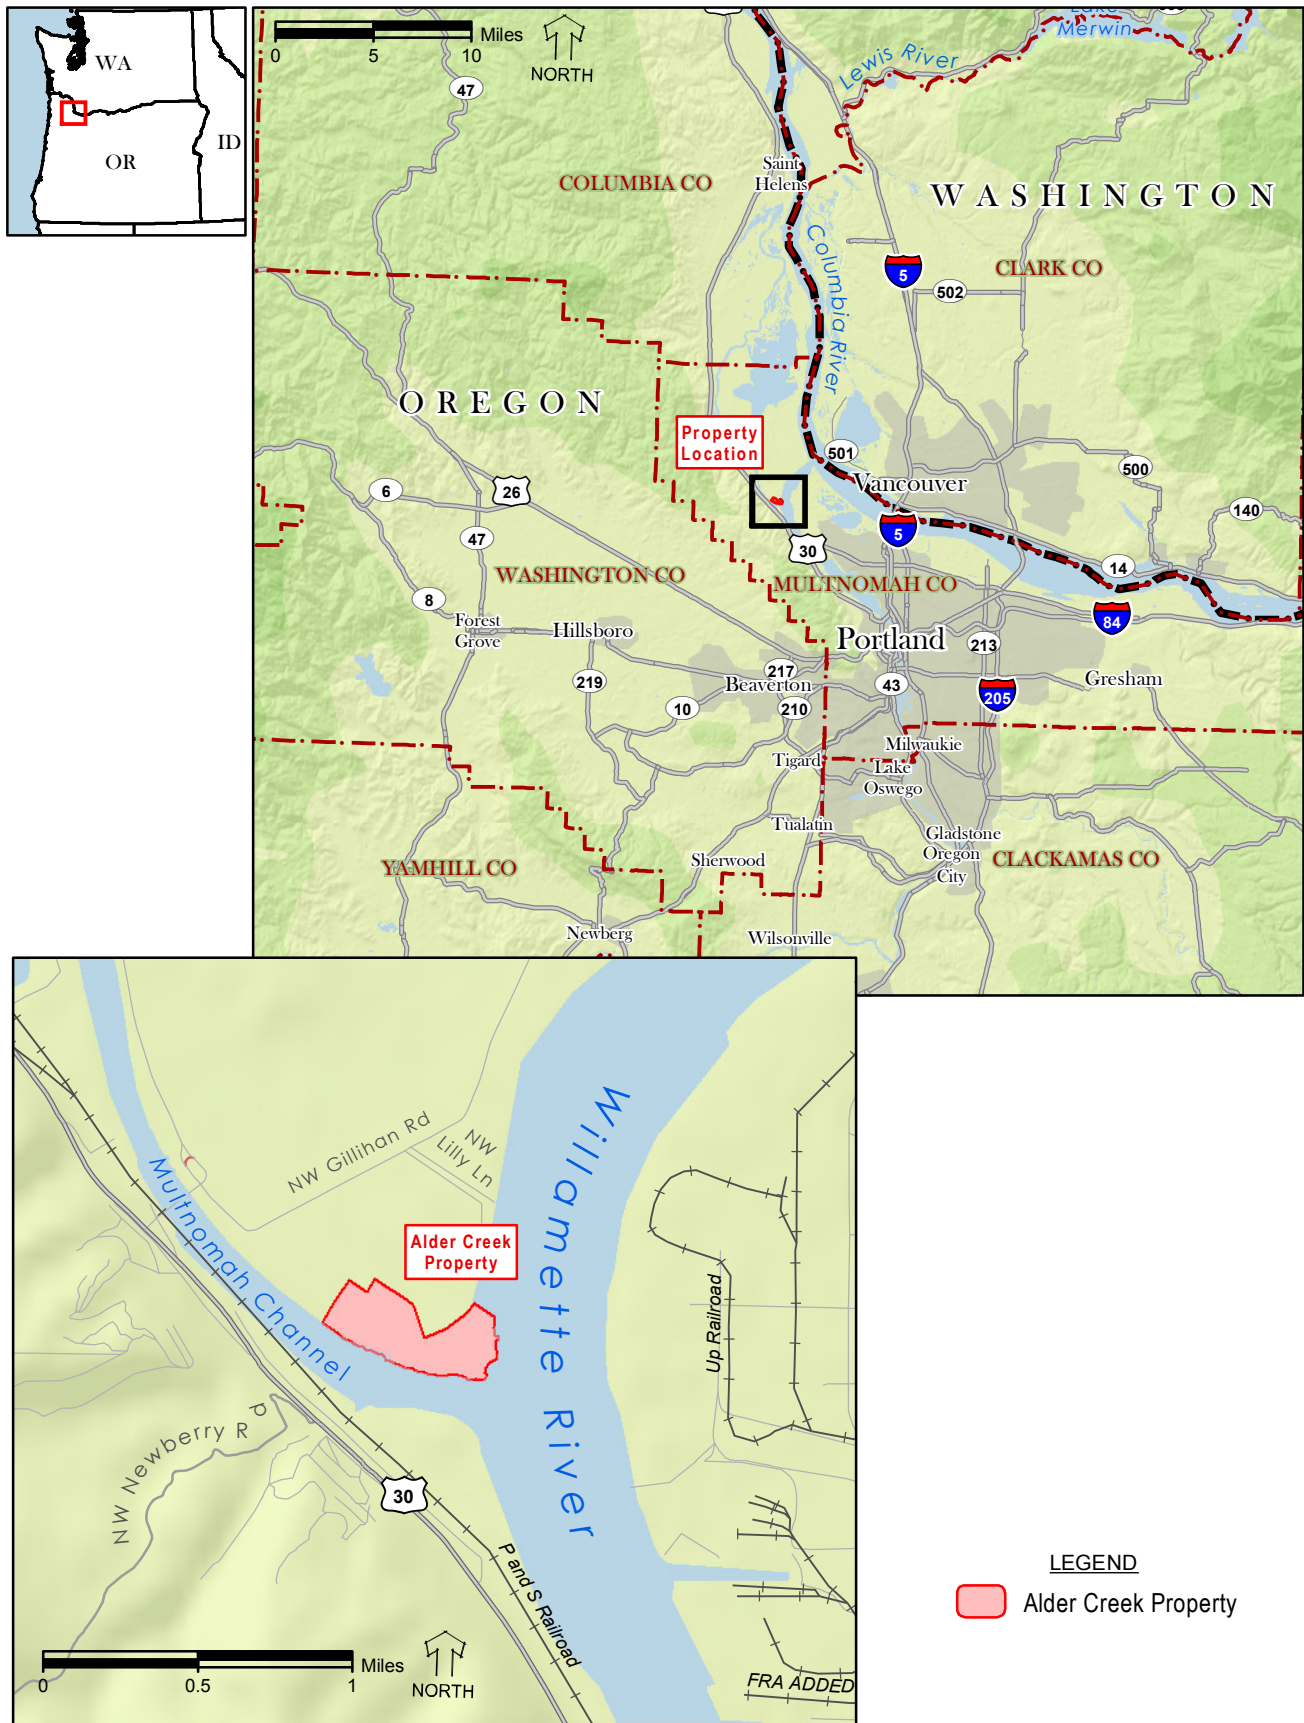 WA
OR
ID
0
5
10
Miles
NORTH
Lake
Merwin
Lewis River
47
Saint
Helens
COLUMBIA CO
WASHINGTON
Columbia River
5
CLARK CO
502
OREGON
Property
Location
501
500
Vancouver
6
26
140
5
47
30
14
WASHINGTON CO
MULTNOMAH CO
8
84
Forest
Grove
Hillsboro
Portland
213
217
219
Beaverton
43
Gresham
205
10
210
Milwaukie
Tigard
Lake
Oswego
Tualatin
Gladstone
Sherwood
Oregon
City
CLACKAMAS CO
YAMHILL CO
Newberg
Wilsonville
Willamette River
NW Gillihan Rd
NW
Lilly Ln
Multnomah Channel
Alder Creek
Property
Up Railroad
NW Newberry Rd
30
P and S Railroad
0
0.5
1
Miles
NORTH
FRA ADDED
LEGEND
Alder Creek Property